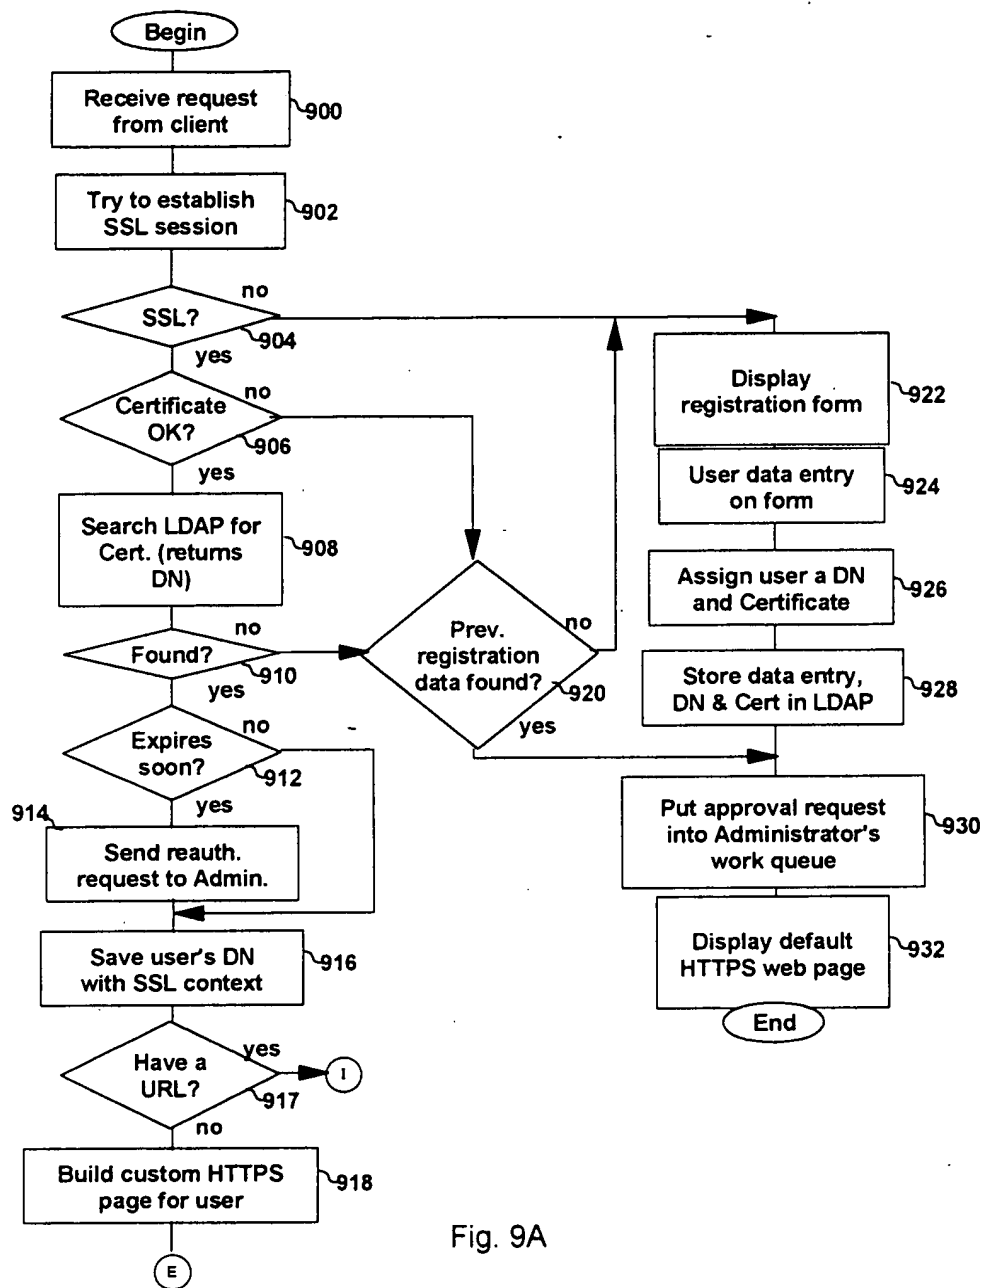 Begin
Receive request
from client
900
Try to establish
SSL session
902
no
SSL?
904
yes
no
Certificate
OK?
906
yes
Search LDAP for
Cert. (returns
DN)
908
no
Found?
910
yes
no
Expires
soon?
912
yes
914
Send reauth.
request to Admin.
Save user's DN
with SSL context
916
yes
Have a
URL?
917
I
no
Build custom HTTPS
page for user
918
E
Prev.
registration
data found?
no
920
yes
Display
registration form
922
User data entry
on form
924
Assign user a DN
and Certificate
926
Store data entry,
DN & Cert in LDAP
928
Put approval request
into Administrator's
work queue
930
Display default
HTTPS web page
932
End
Fig. 9A